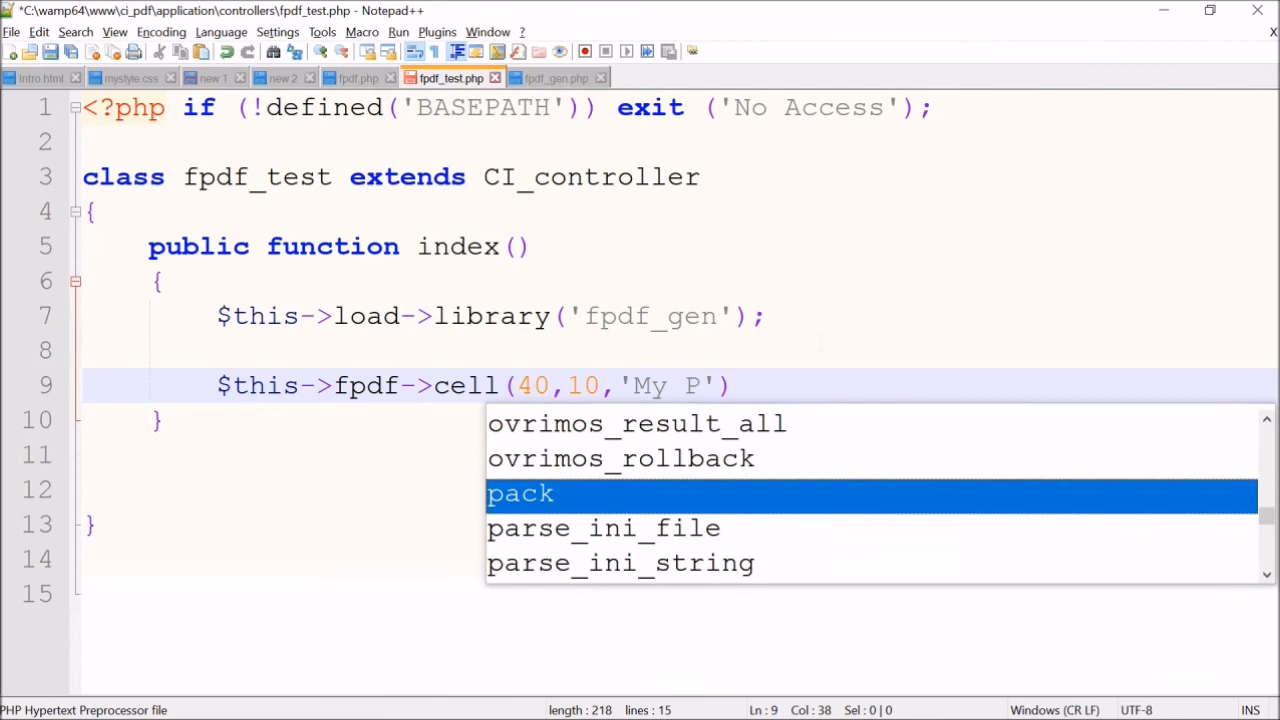 *C:\wamp64\www\ci_pdf\application\controllers\fpdf_test.php - Notepad++
File Edit Search View Encoding Language Settings Tools Macro Run Plugins Window ? X
Intro.html mystyle.css new 1 new 2 fpdf.php fpdf_test.php fpdf_gen.php
1 <?php if (!defined('BASEPATH')) exit ('No Access');
2
3 class fpdf_test extends CI_controller
4 {
5 public function index()
6 {
7 $this->load->library('fpdf_gen');
8
9 $this->fpdf->cell(40,10,'My P')
10 }
11
12
13 }
14
15
ovrimos_result_all
ovrimos_rollback
pack
parse_ini_file
parse_ini_string
PHP Hypertext Preprocessor file length : 218 lines : 15 Ln : 9 Col : 38 Sel : 0 | 0 Windows (CR LF) UTF-8 INS